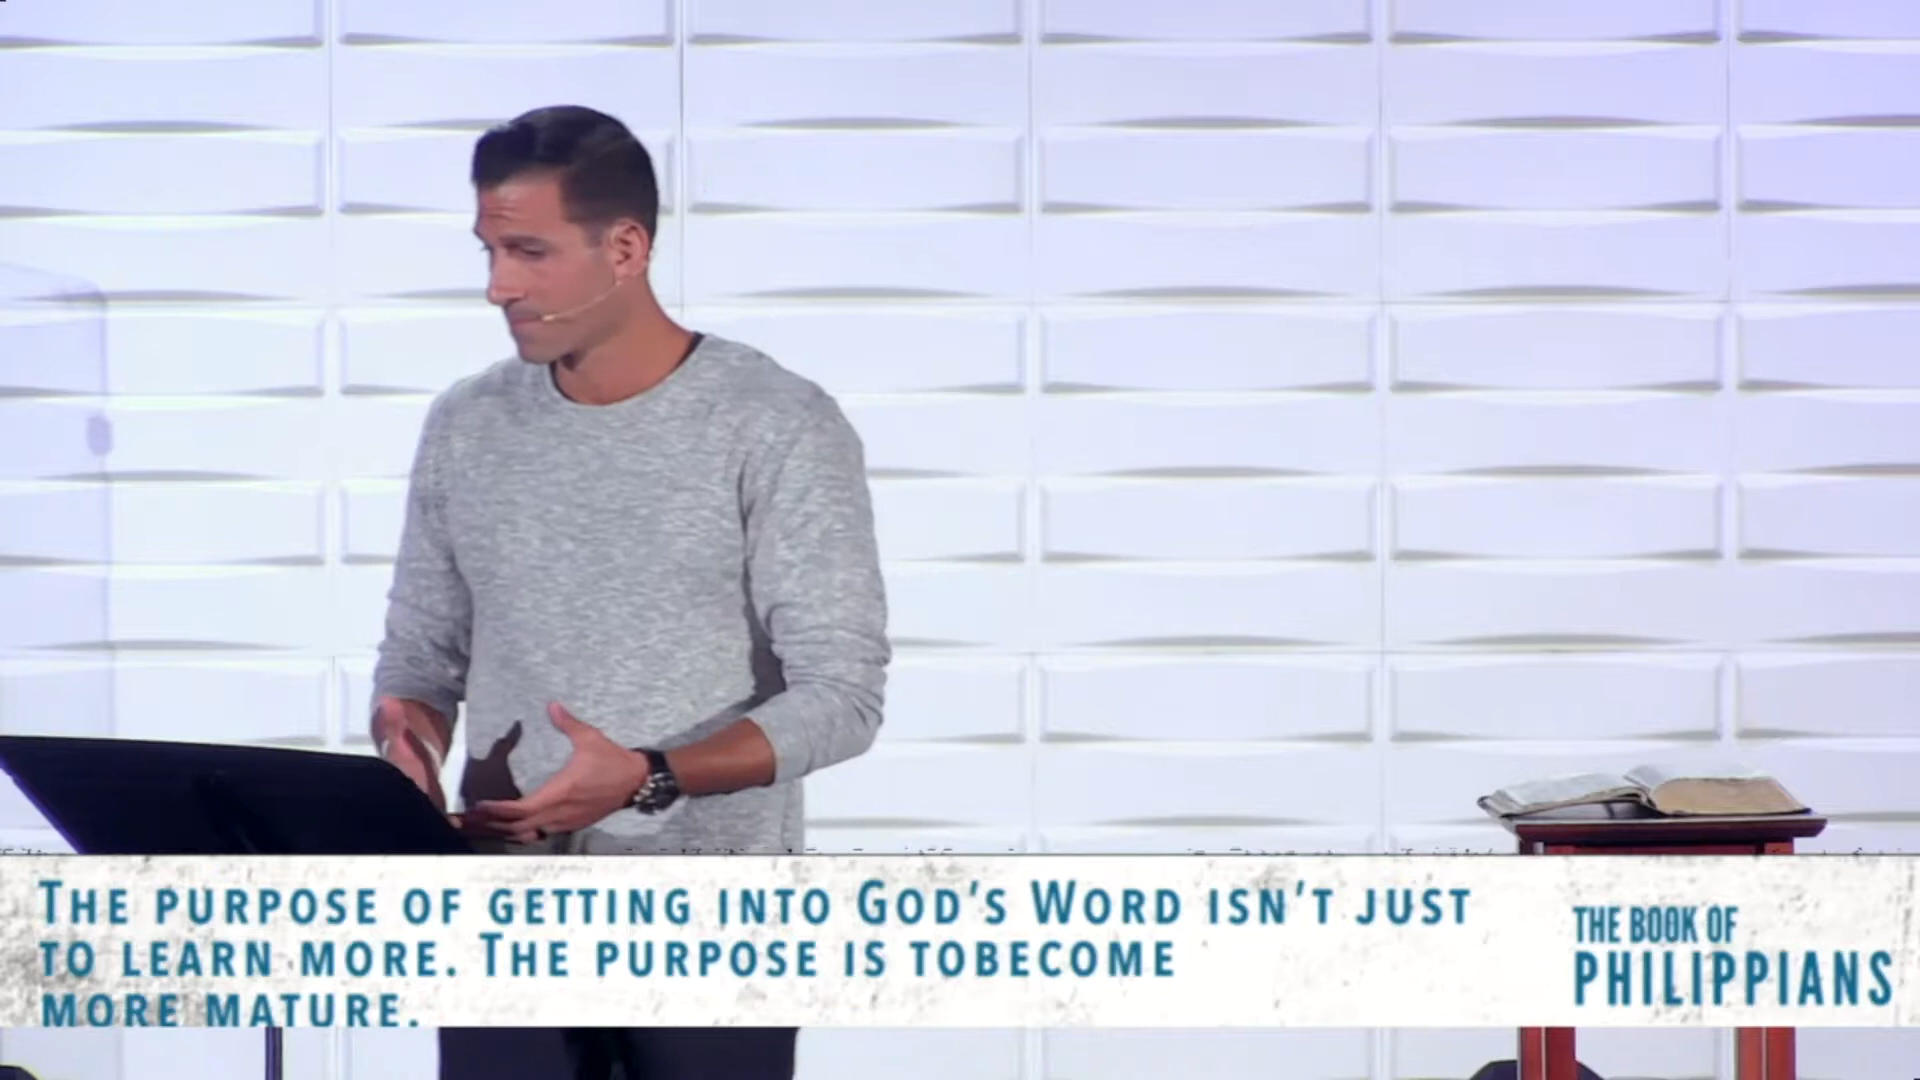 The purpose of getting into God's Word isn't just
to learn more. The purpose is tobecome
more mature.
THE BOOK OF
PHILIPPIANS